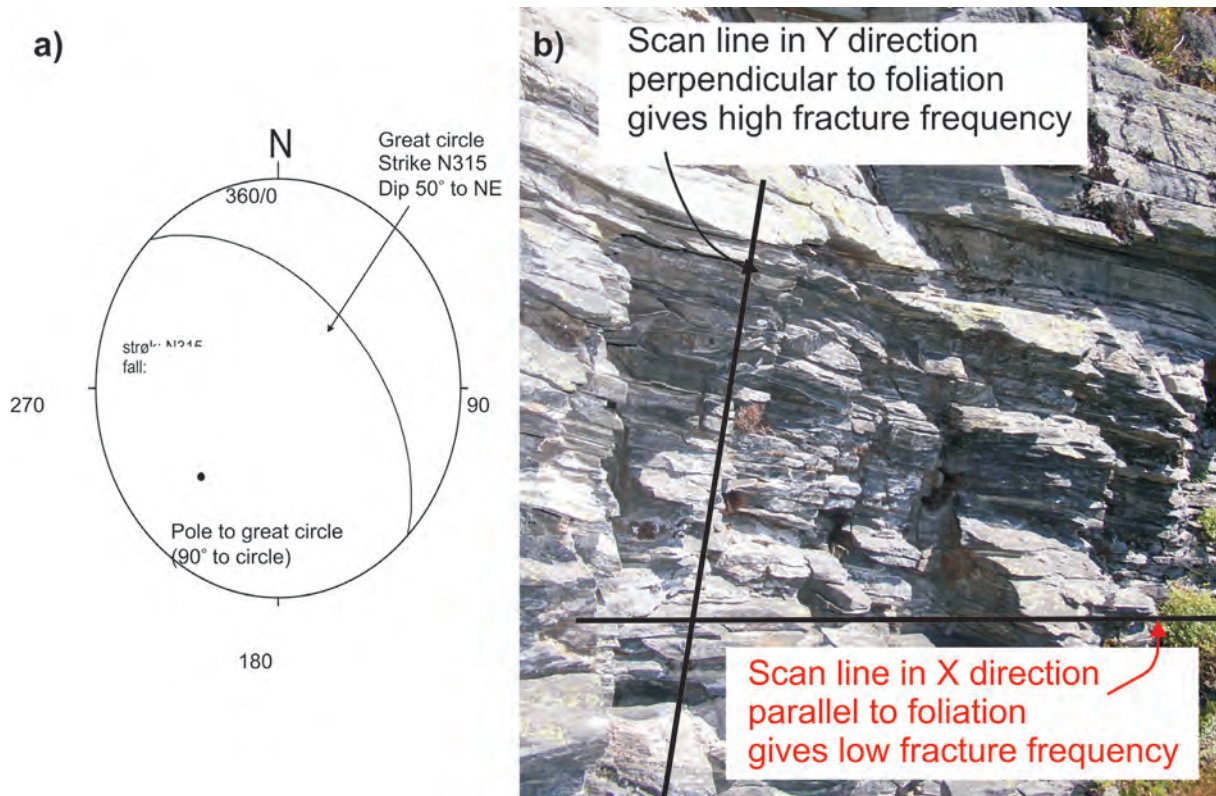 a)
N
360/0
Great circle
Strike N315
Dip 50° to NE
strøk: N315
fall:
270
90
Pole to great circle
(90° to circle)
180
b)
Scan line in Y direction
perpendicular to foliation
gives high fracture frequency
Scan line in X direction
parallel to foliation
gives low fracture frequency